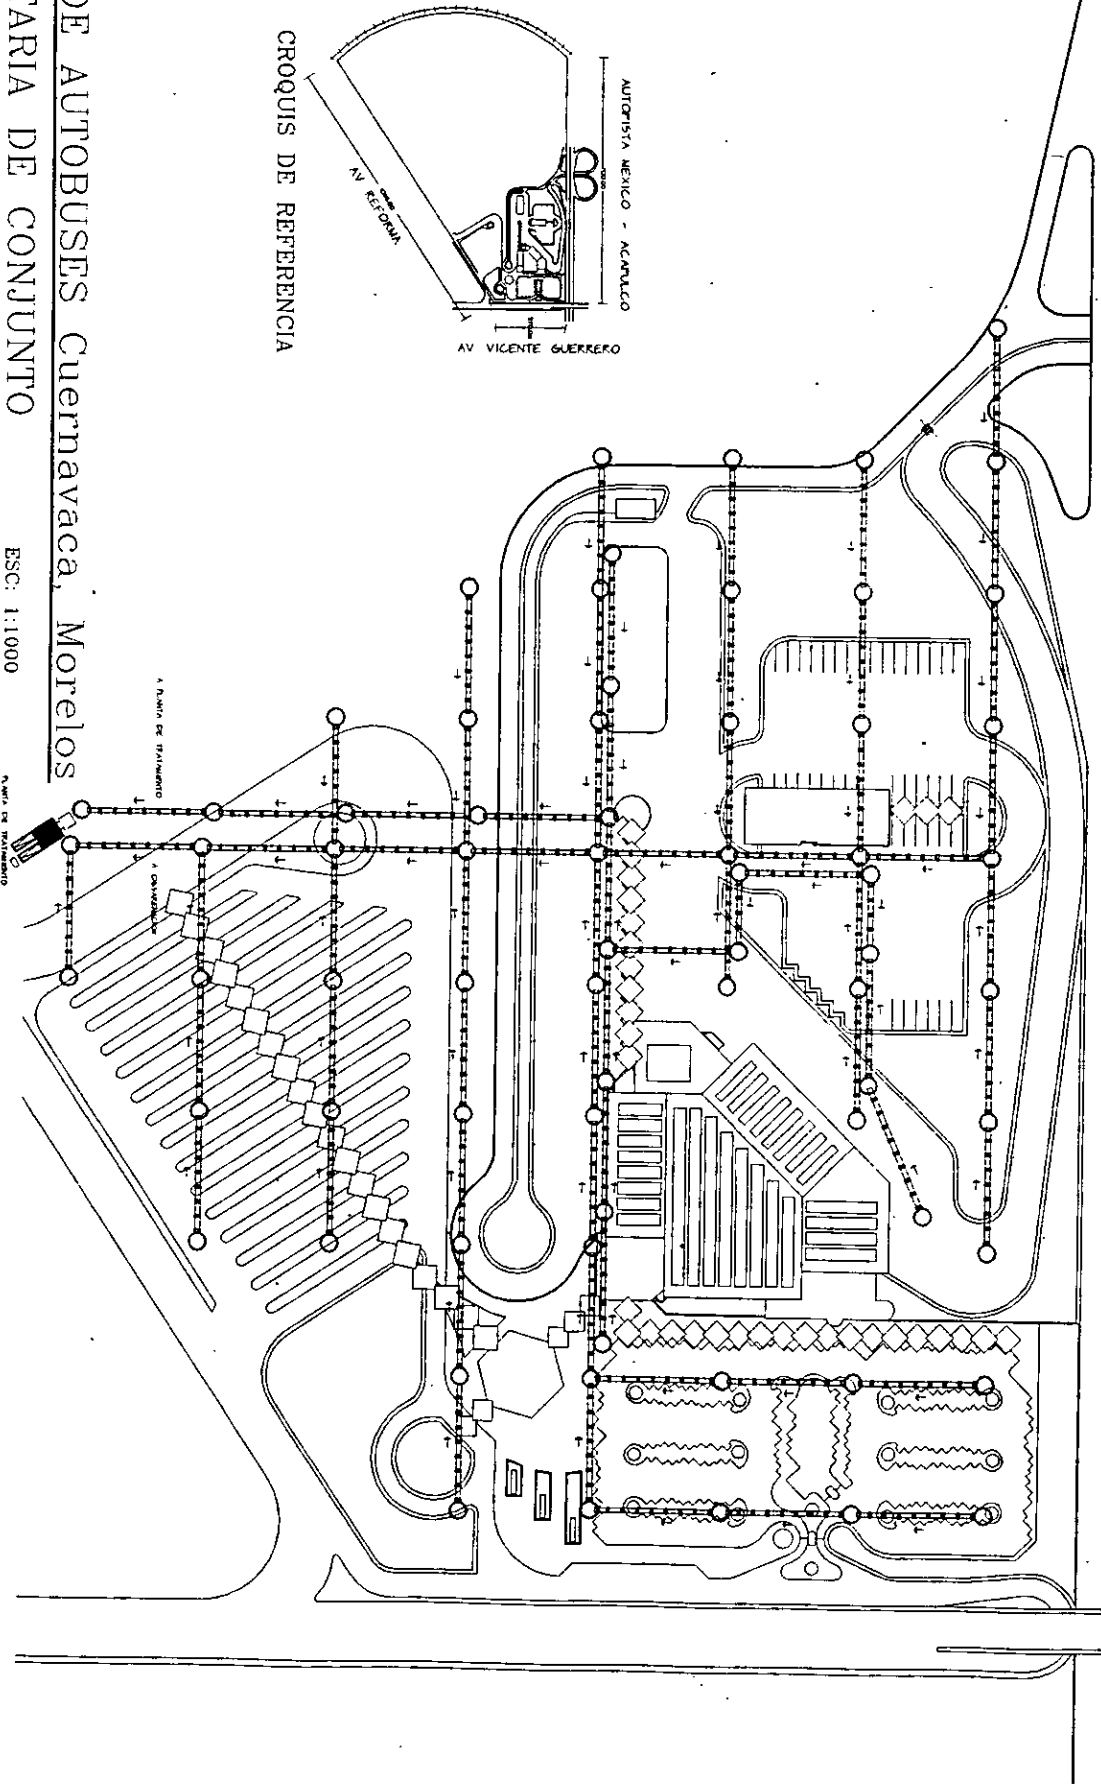 DE AUTOBUSES Cuernavaca, Morelos
TARIA DE CONJUNTO
ESC: 1:1000
CROQUIS DE REFERENCIA
AUTOPISTA MEXICO - ACAPULCO
AV REFORMA
AV VICENTE GUERRERO
A PLANTA DE TRATAMIENTO
PLANTA DE TRATAMIENTO